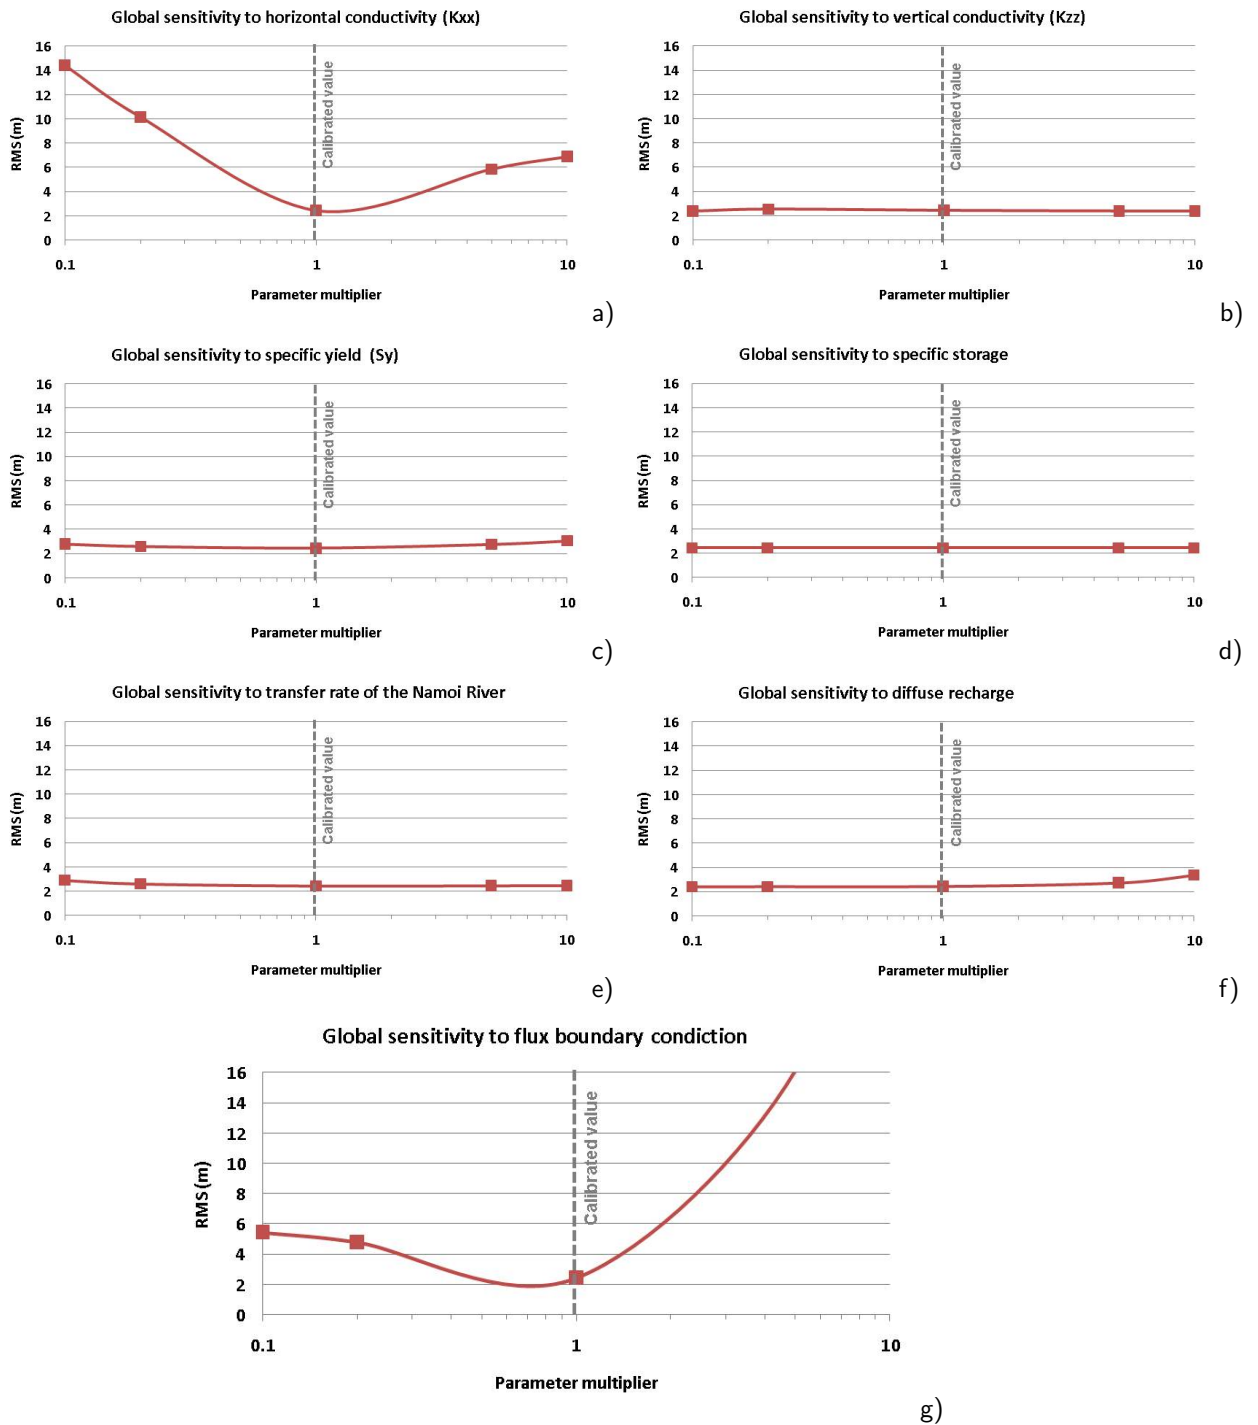 Global sensitivity to horizontal conductivity (Kxx)
16
14
12
10
8
6
4
2
0
RMS (m)
Calibrated value
0.1 1 10
Parameter multiplier
a)
Global sensitivity to vertical conductivity (Kzz)
16
14
12
10
8
6
4
2
0
RMS (m)
Calibrated value
0.1 1 10
Parameter multiplier
b)
Global sensitivity to specific yield (Sy)
16
14
12
10
8
6
4
2
0
RMS (m)
Calibrated value
0.1 1 10
Parameter multiplier
c)
Global sensitivity to specific storage
16
14
12
10
8
6
4
2
0
RMS (m)
Calibrated value
0.1 1 10
Parameter multiplier
d)
Global sensitivity to transfer rate of the Namoi River
16
14
12
10
8
6
4
2
0
RMS (m)
Calibrated value
0.1 1 10
Parameter multiplier
e)
Global sensitivity to diffuse recharge
16
14
12
10
8
6
4
2
0
RMS (m)
Calibrated value
0.1 1 10
Parameter multiplier
f)
Global sensitivity to flux boundary condiction
16
14
12
10
8
6
4
2
0
RMS (m)
Calibrated value
0.1 1 10
Parameter multiplier
g)